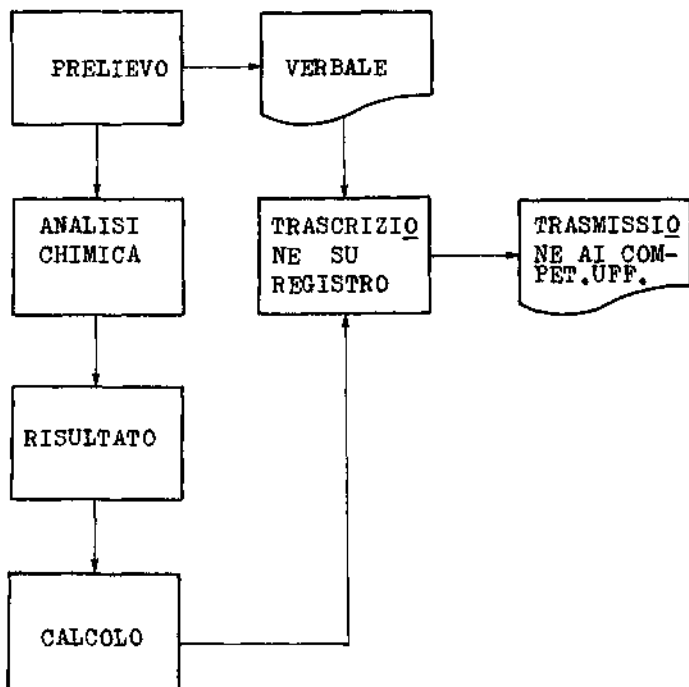 PRELIEVO
VERBALE
ANALISI
CHIMICA
TRASCRIZIO
NE SU
REGISTRO
TRASMISSIO
NE AI COM-
PET.UFF.
RISULTATO
CALCOLO